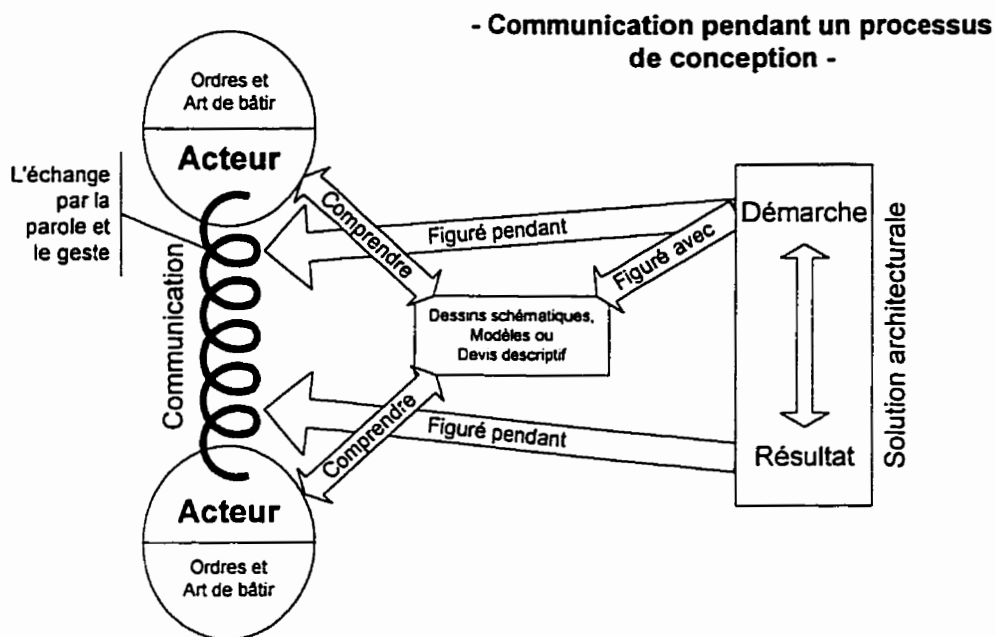 - Communication pendant un processus
de conception -
Ordres et
Art de bâtir
Acteur
L'échange
par la
parole et
le geste
Communication
Comprendre
Figuré pendant
Figuré avec
Démarche
Dessins schématiques,
Modèles ou
Devis descriptif
Solution architecturale
Comprendre
Figuré pendant
Résultat
Acteur
Ordres et
Art de bâtir